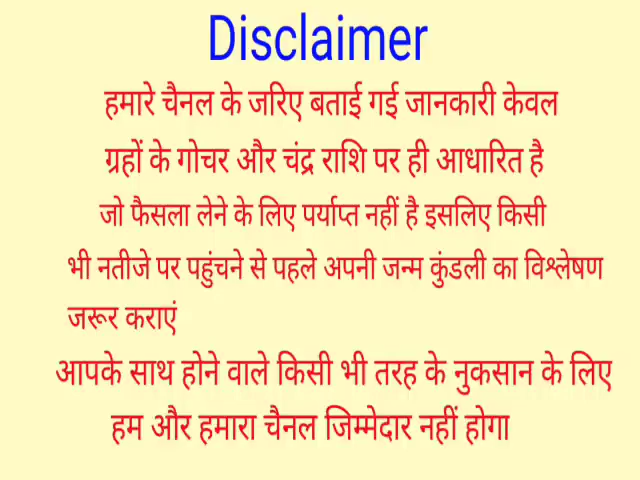 Disclaimer
हमारे चैनल के जरिए बताई गई जानकारी केवल
ग्रहों के गोचर और चंद्र राशि पर ही आधारित है
जो फैसला लेने के लिए पर्याप्त नहीं है इसलिए किसी
भी नतीजे पर पहुंचने से पहले अपनी जन्म कुंडली का विश्लेषण
जरूर कराएं
आपके साथ होने वाले किसी भी तरह के नुकसान के लिए
हम और हमारा चैनल जिम्मेदार नहीं होगा